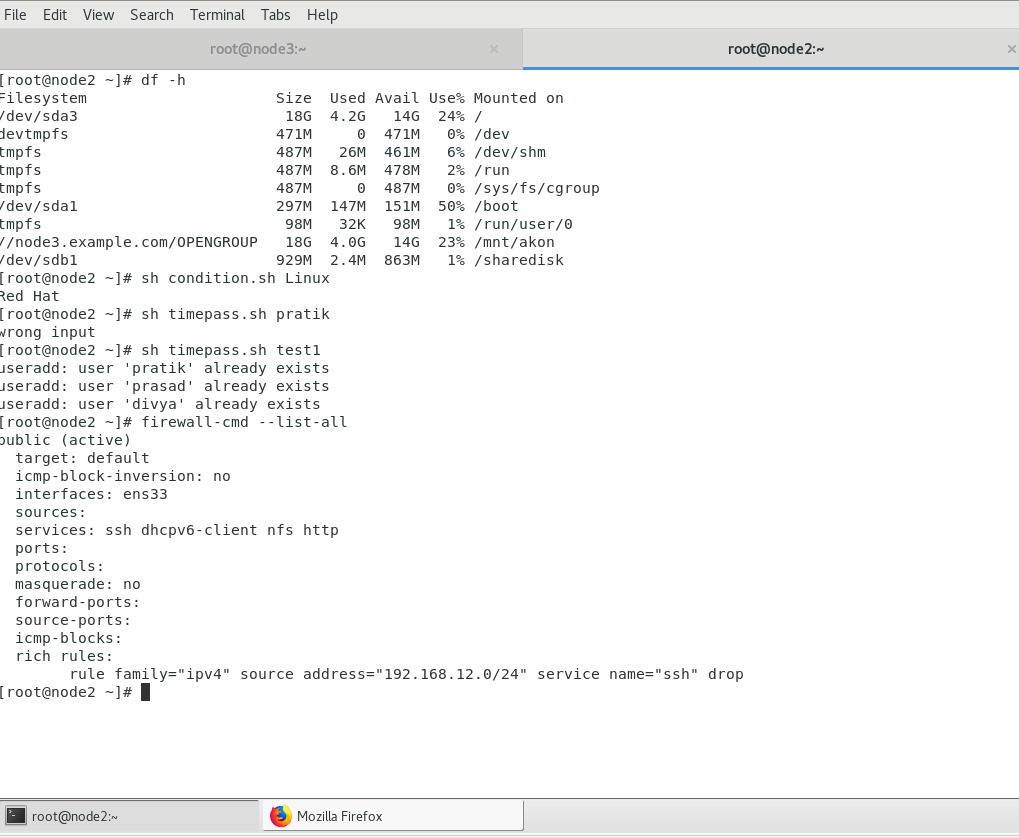 File Edit View Search Terminal Tabs Help
root@node3:~ × root@node2:~ ×
[root@node2 ~]# df -h
Filesystem                     Size  Used Avail Use% Mounted on
/dev/sda3                       18G  4.2G   14G  24% /
devtmpfs                       471M     0  471M   0% /dev
tmpfs                          487M   26M  461M   6% /dev/shm
tmpfs                          487M  8.6M  478M   2% /run
tmpfs                          487M     0  487M   0% /sys/fs/cgroup
/dev/sda1                      297M  147M  151M  50% /boot
tmpfs                           98M   32K   98M   1% /run/user/0
//node3.example.com/OPENGROUP   18G  4.0G   14G  23% /mnt/akon
/dev/sdb1                      929M  2.4M  863M   1% /sharedisk
[root@node2 ~]# sh condition.sh Linux
Red Hat
[root@node2 ~]# sh timepass.sh pratik
wrong input
[root@node2 ~]# sh timepass.sh test1
useradd: user 'pratik' already exists
useradd: user 'prasad' already exists
useradd: user 'divya' already exists
[root@node2 ~]# firewall-cmd --list-all
public (active)
  target: default
  icmp-block-inversion: no
  interfaces: ens33
  sources:
  services: ssh dhcpv6-client nfs http
  ports:
  protocols:
  masquerade: no
  forward-ports:
  source-ports:
  icmp-blocks:
  rich rules:
        rule family="ipv4" source address="192.168.12.0/24" service name="ssh" drop
[root@node2 ~]#
root@node2:~ Mozilla Firefox